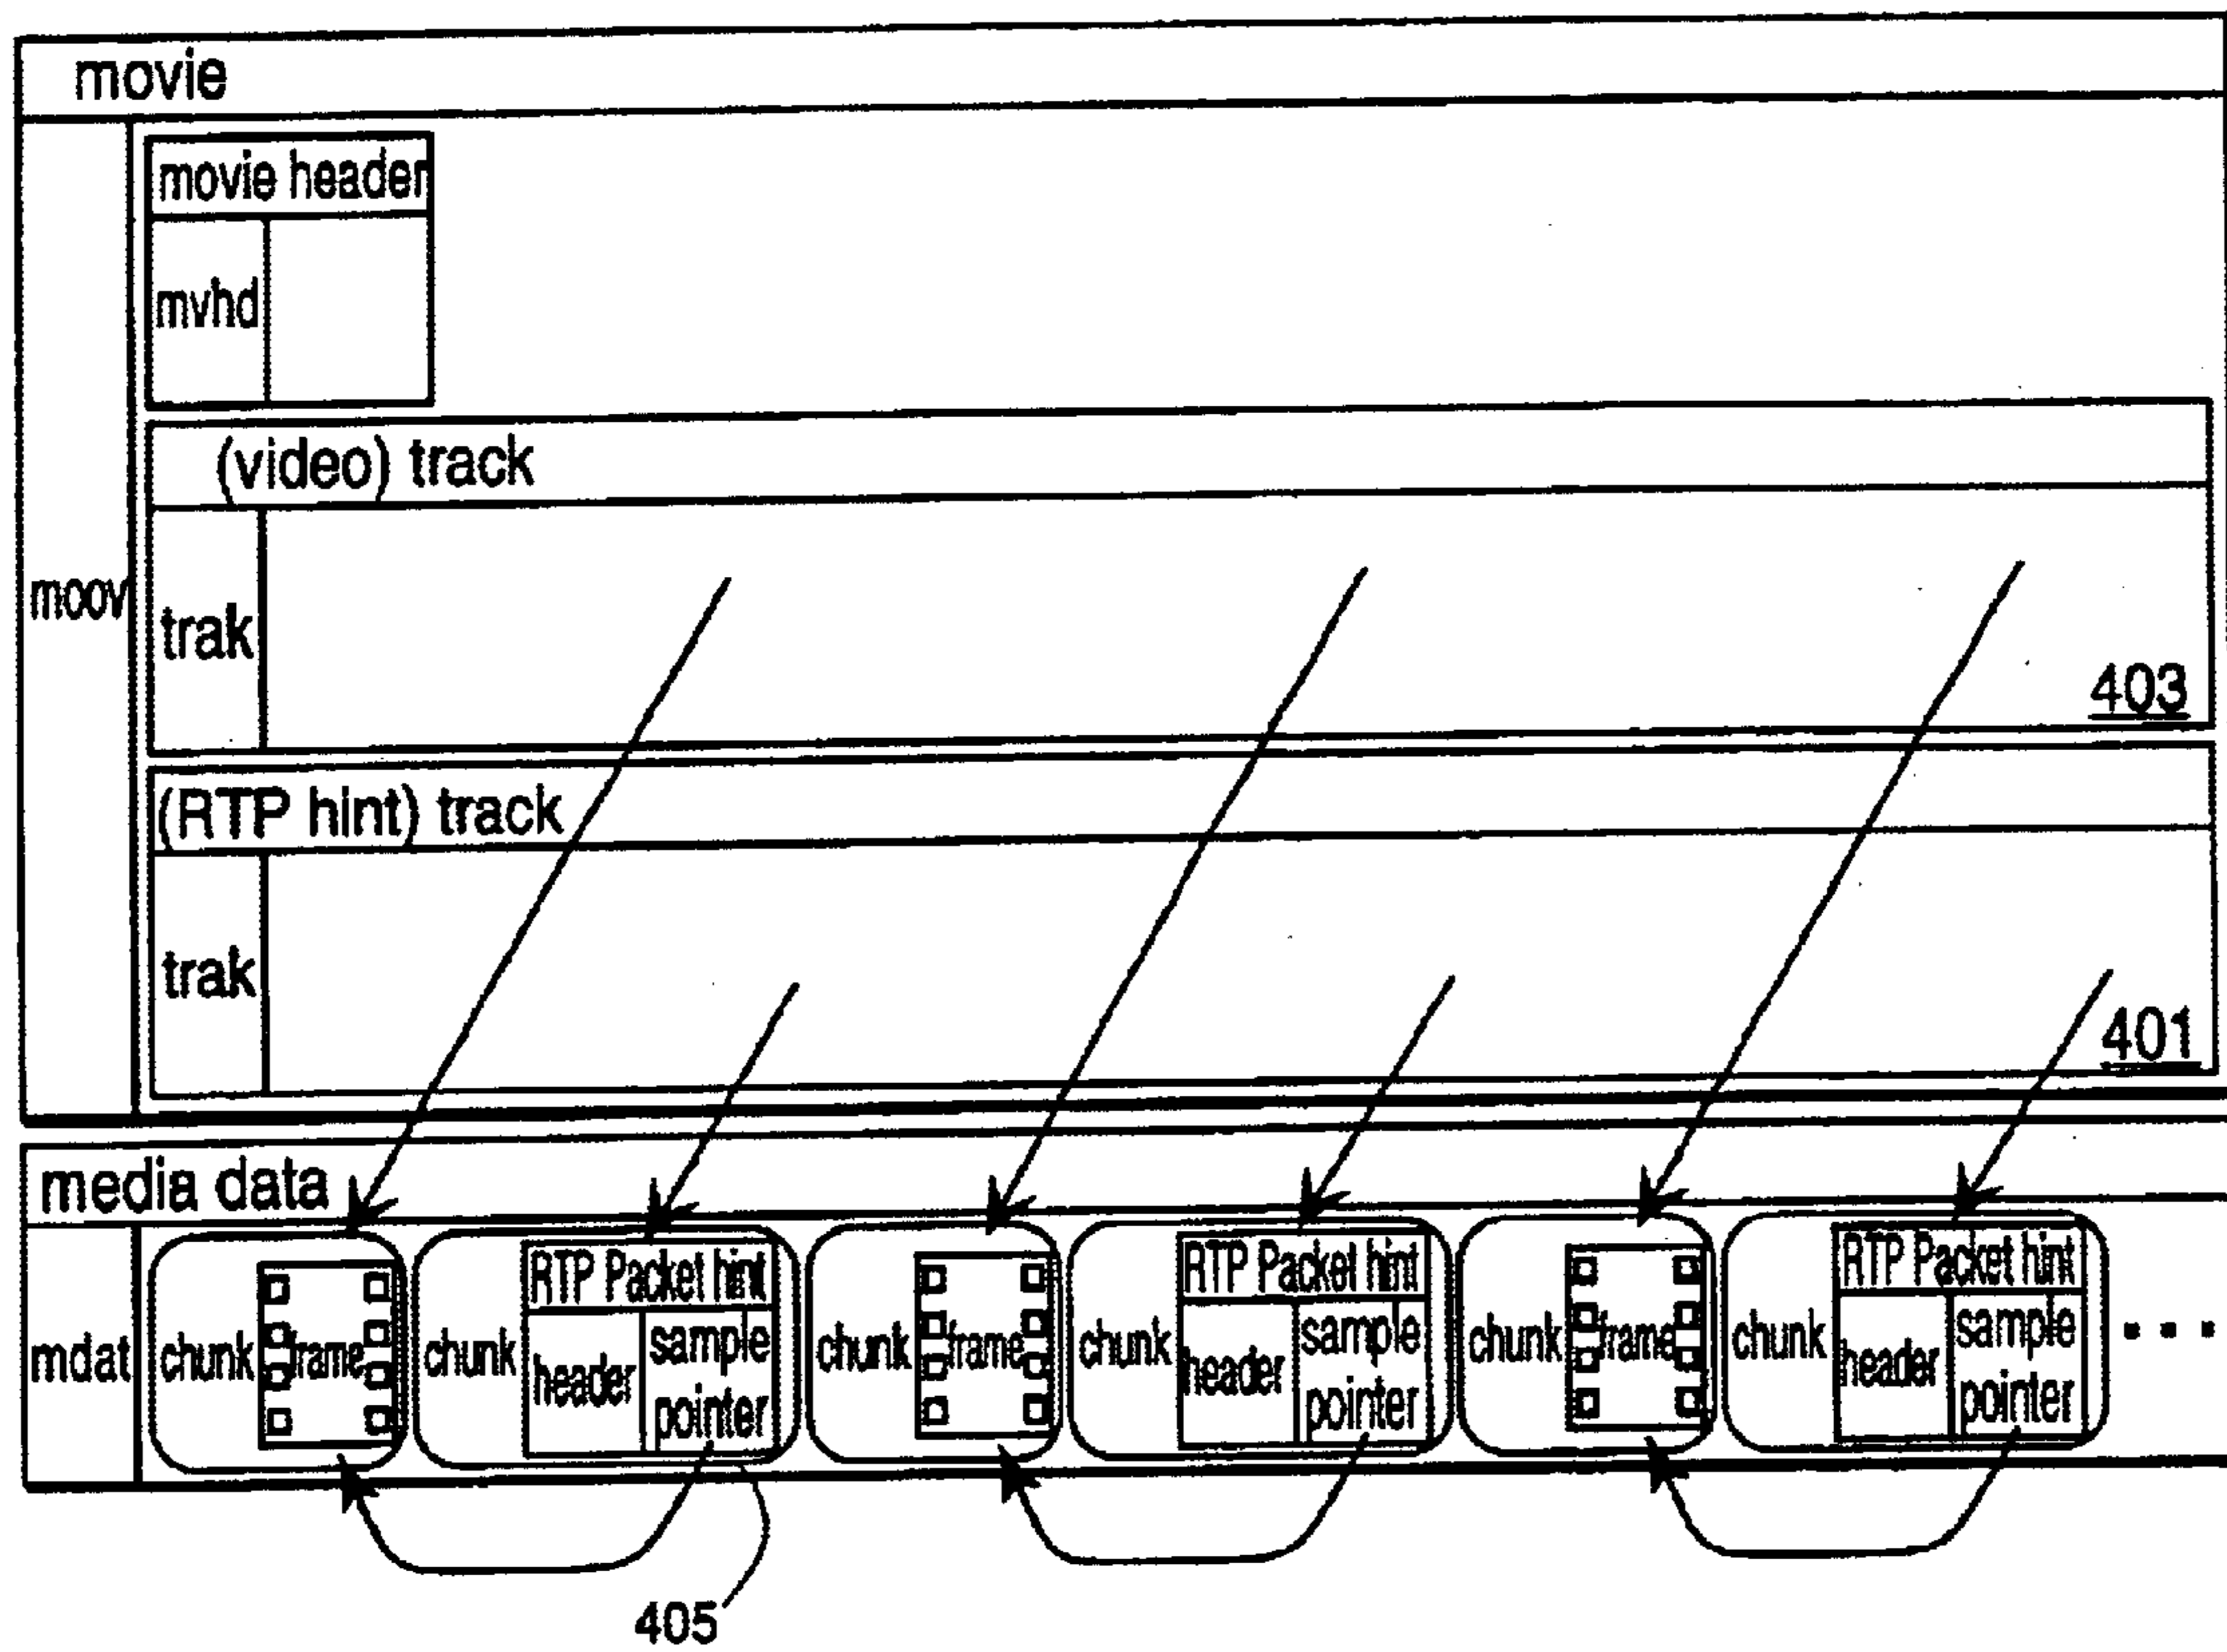 movie
movie header
mvhd
moov
(video) track
trak
403
(RTP hint) track
trak
401
media data
mdat
chunk
frame
chunk
RTP Packet hint
header
sample
pointer
chunk
frame
chunk
RTP Packet hint
header
sample
pointer
chunk
frame
chunk
RTP Packet hint
header
sample
pointer
...
405